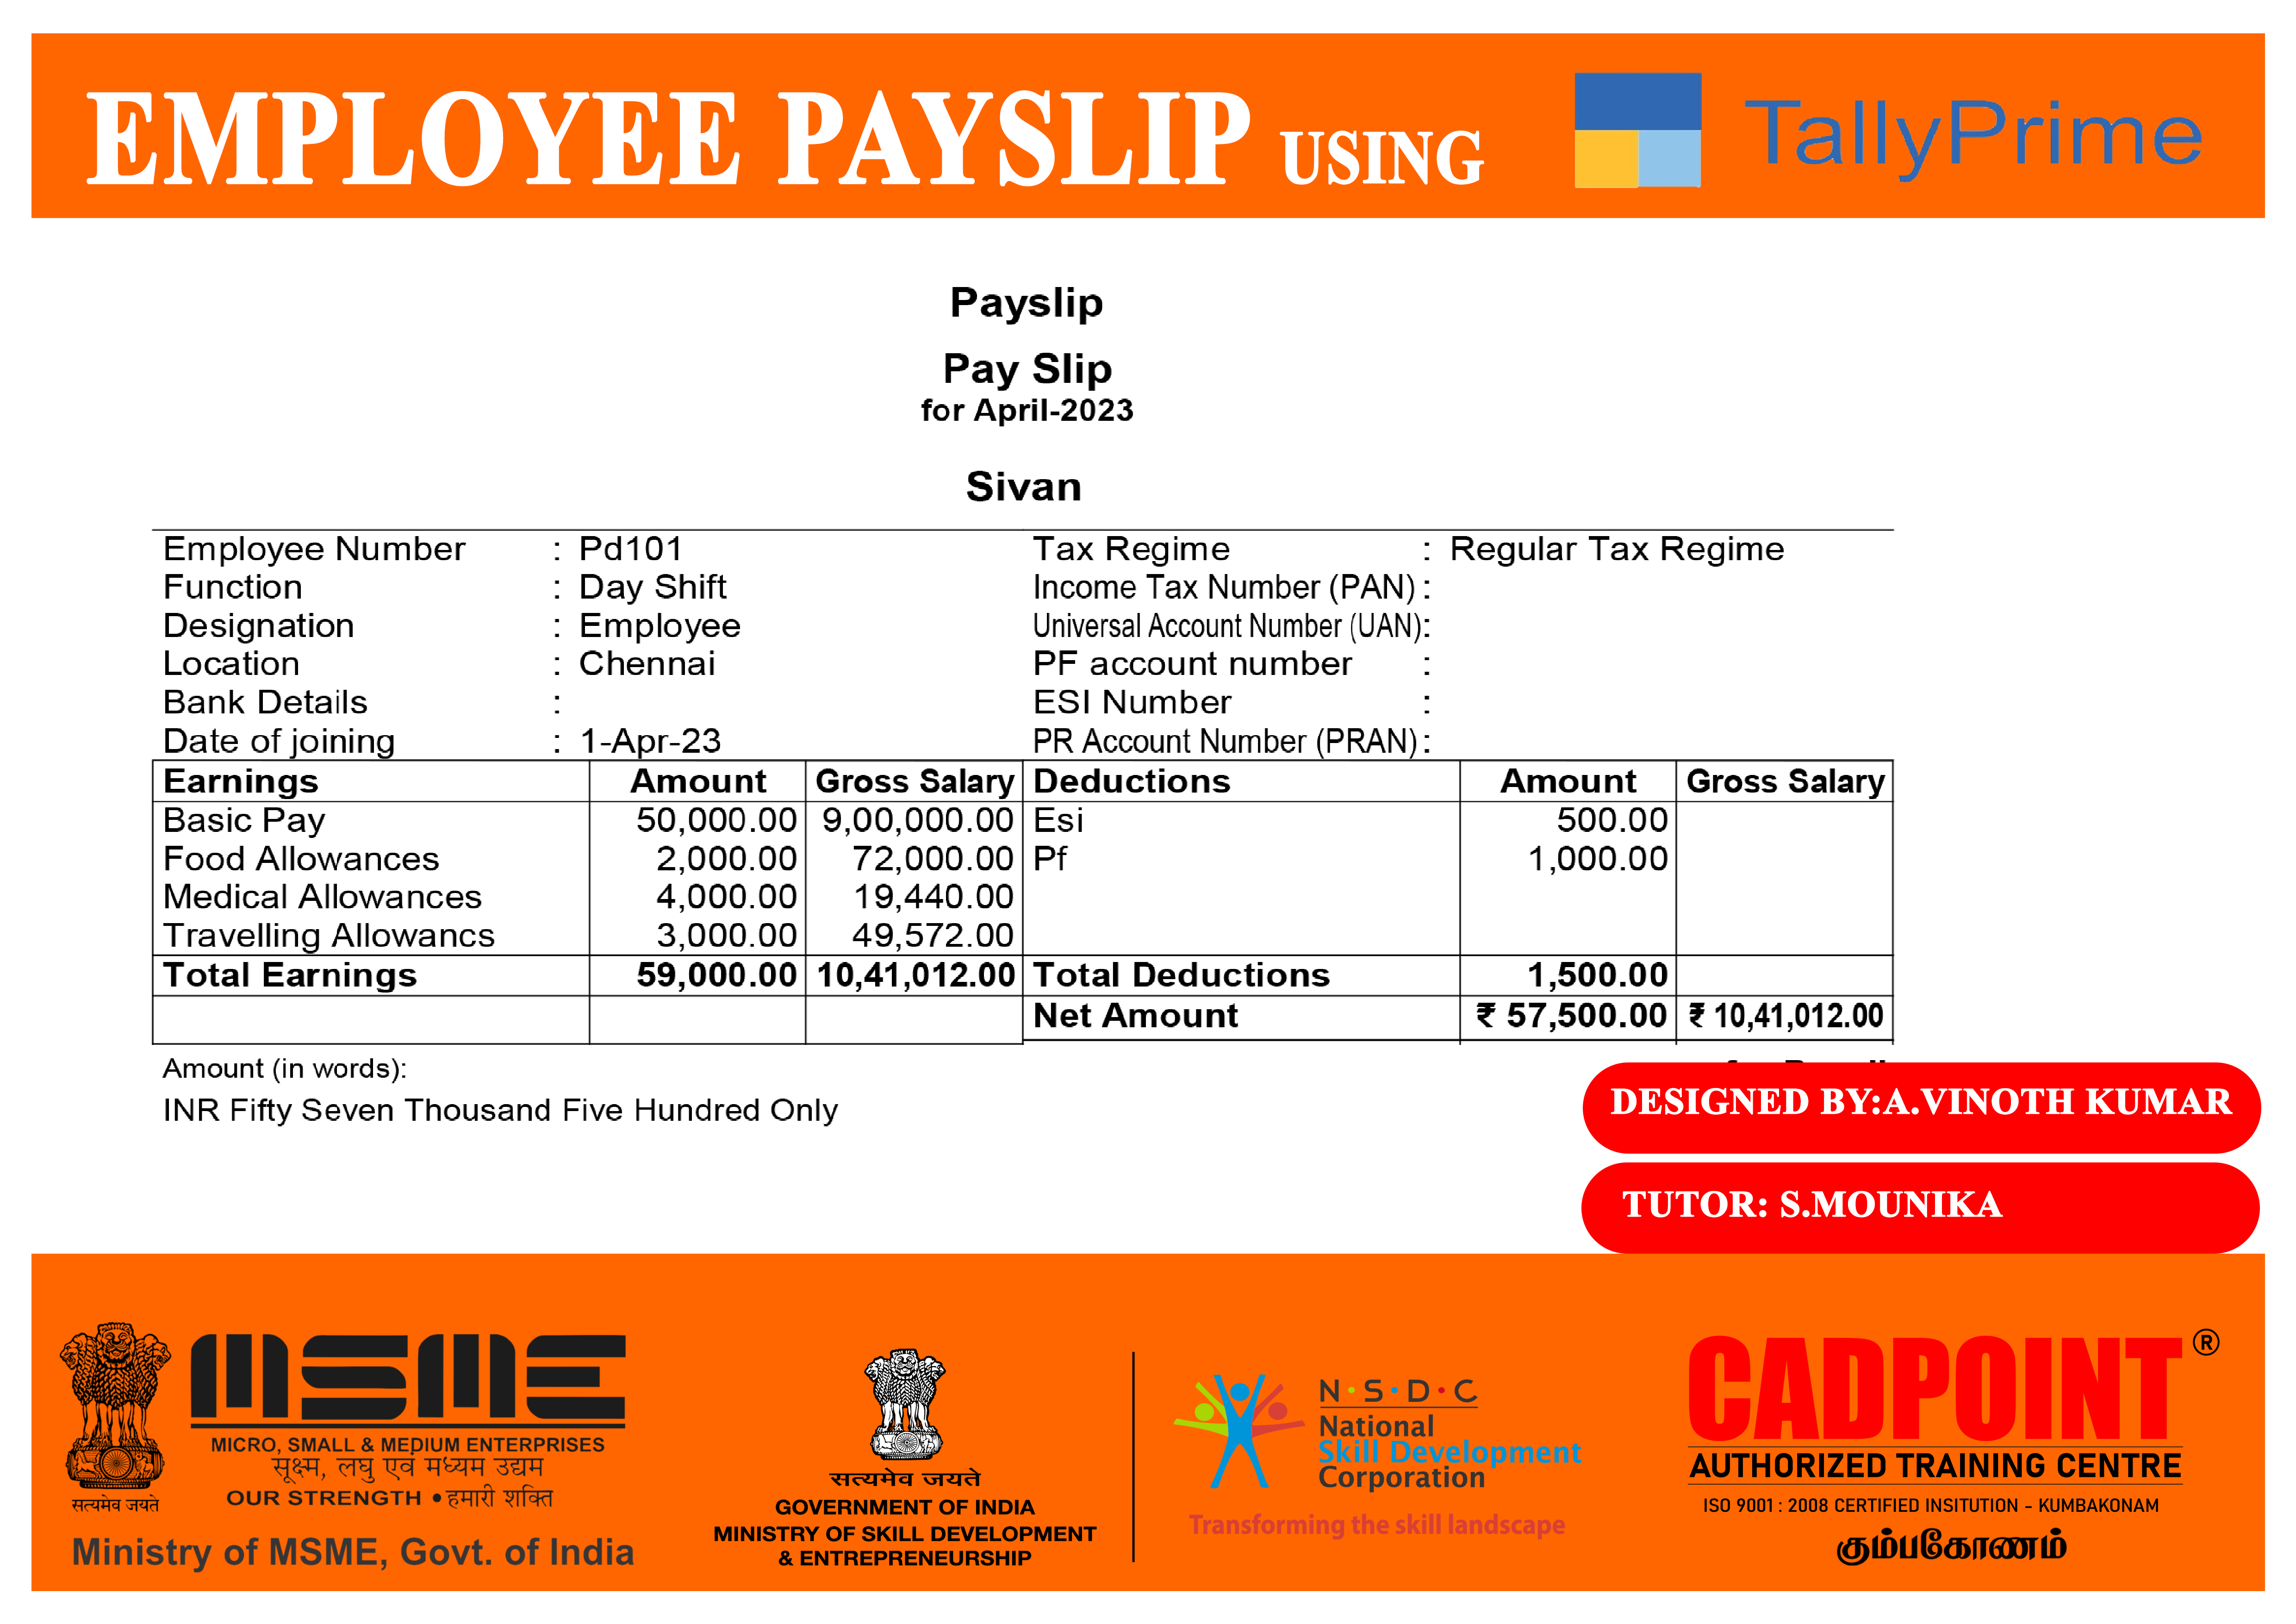 EMPLOYEE PAYSLIP USING TallyPrime
Payslip
Pay Slip
for April-2023
Sivan
Employee Number : Pd101 Tax Regime : Regular Tax Regime
Function : Day Shift Income Tax Number (PAN) :
Designation : Employee Universal Account Number (UAN):
Location : Chennai PF account number :
Bank Details : ESI Number :
Date of joining : 1-Apr-23 PR Account Number (PRAN) :
Earnings Amount Gross Salary Deductions Amount Gross Salary
Basic Pay 50,000.00 9,00,000.00 Esi 500.00
Food Allowances 2,000.00 72,000.00 Pf 1,000.00
Medical Allowances 4,000.00 19,440.00
Travelling Allowancs 3,000.00 49,572.00
Total Earnings 59,000.00 10,41,012.00 Total Deductions 1,500.00
Net Amount ₹ 57,500.00 ₹ 10,41,012.00
Amount (in words):
INR Fifty Seven Thousand Five Hundred Only
DESIGNED BY:A.VINOTH KUMAR
TUTOR: S.MOUNIKA
सत्यमेव जयते
MSME
MICRO, SMALL & MEDIUM ENTERPRISES
सूक्ष्म, लघु एवं मध्यम उद्यम
OUR STRENGTH • हमारी शक्ति
Ministry of MSME, Govt. of India
सत्यमेव जयते
GOVERNMENT OF INDIA
MINISTRY OF SKILL DEVELOPMENT
& ENTREPRENEURSHIP
N·S·D·C
National
Skill Development
Corporation
Transforming the skill landscape
CADPOINT ®
AUTHORIZED TRAINING CENTRE
ISO 9001 : 2008 CERTIFIED INSITUTION - KUMBAKONAM
கும்பகோணம்